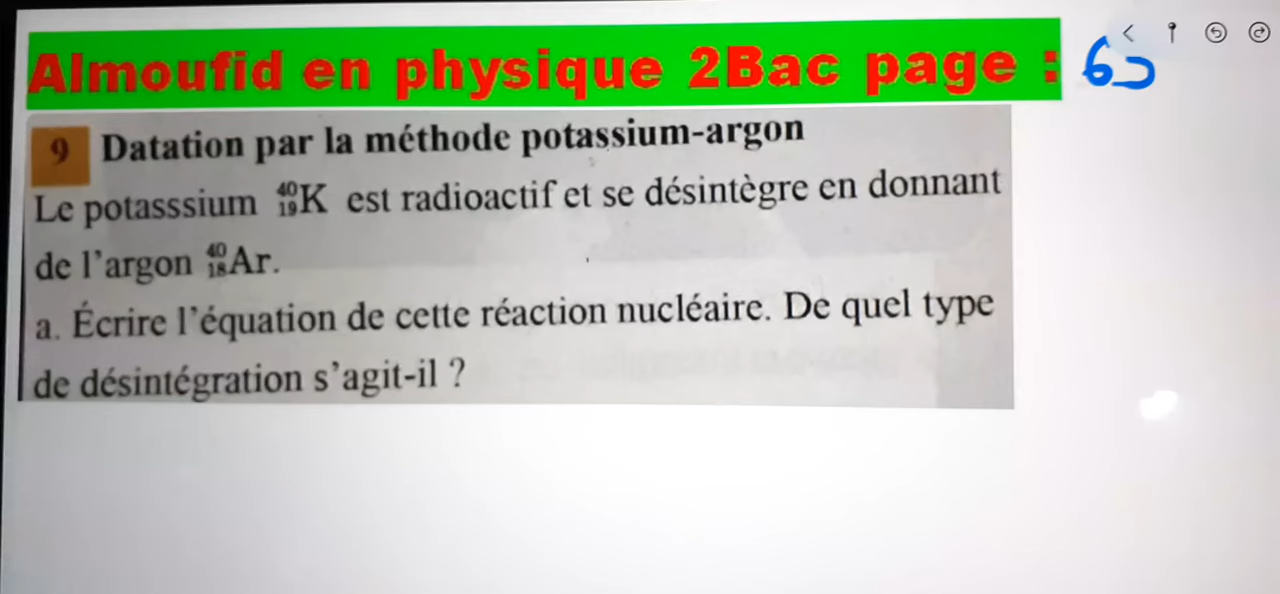 Almoufid en physique 2Bac page :
9 Datation par la méthode potassium-argon
Le potasssium ⁴⁰₁₉K est radioactif et se désintègre en donnant
de l'argon ⁴⁰₁₈Ar.
a. Écrire l'équation de cette réaction nucléaire. De quel type
de désintégration s'agit-il ?